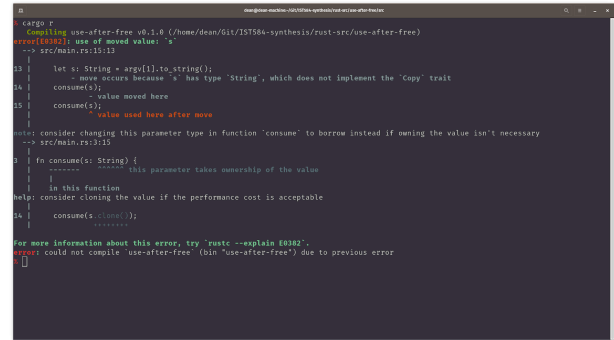 dean@dean-machine:~/Git/IST584-synthesis/rust-src/use-after-free/src
$ cargo r
   Compiling use-after-free v0.1.0 (/home/dean/Git/IST584-synthesis/rust-src/use-after-free)
error[E0382]: use of moved value: `s`
  --> src/main.rs:15:13
   |
13 |     let s: String = argv[1].to_string();
   |         - move occurs because `s` has type `String`, which does not implement the `Copy` trait
14 |     consume(s);
   |             - value moved here
15 |     consume(s);
   |             ^ value used here after move
   |
note: consider changing this parameter type in function `consume` to borrow instead if owning the value isn't necessary
  --> src/main.rs:3:15
   |
3  | fn consume(s: String) {
   |    -------    ^^^^^^ this parameter takes ownership of the value
   |    |
   |    in this function
help: consider cloning the value if the performance cost is acceptable
   |
14 |     consume(s.clone());
   |              ++++++++

For more information about this error, try `rustc --explain E0382`.
error: could not compile `use-after-free` (bin "use-after-free") due to previous error
$